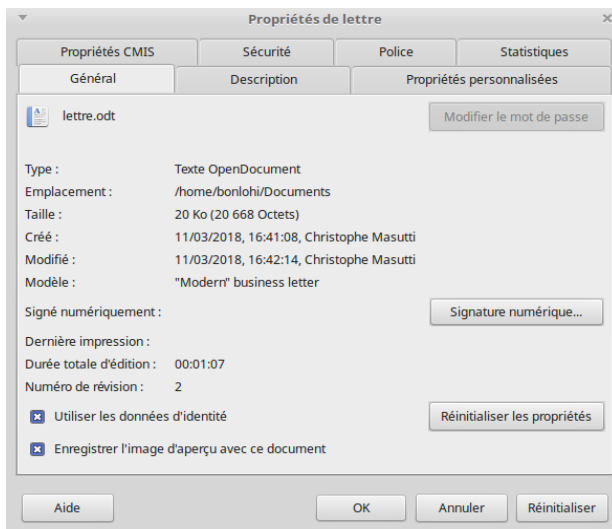 Propriétés de lettre
Propriétés CMIS Sécurité Police Statistiques
Général Description Propriétés personnalisées
lettre.odt Modifier le mot de passe
Type : Texte OpenDocument
Emplacement : /home/bonlohi/Documents
Taille : 20 Ko (20 668 Octets)
Créé : 11/03/2018, 16:41:08, Christophe Masutti
Modifié : 11/03/2018, 16:42:14, Christophe Masutti
Modèle : "Modern" business letter
Signé numériquement : Signature numérique...
Dernière impression :
Durée totale d'édition : 00:01:07
Numéro de révision : 2
Utiliser les données d'identité Réinitialiser les propriétés
Enregistrer l'image d'aperçu avec ce document
Aide OK Annuler Réinitialiser